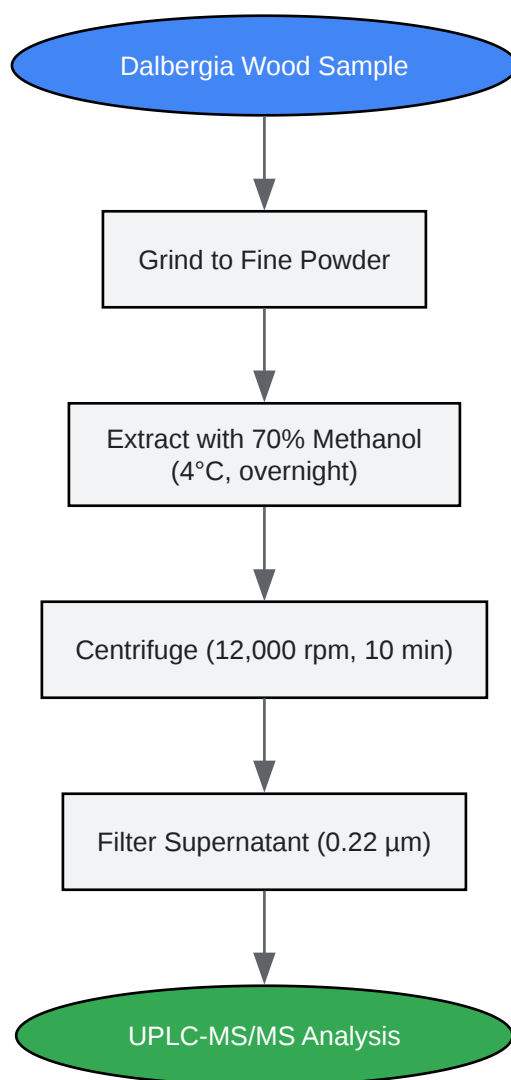 Dalbergia Wood Sample
Grind to Fine Powder
Extract with 70% Methanol
(4°C, overnight)
Centrifuge (12,000 rpm, 10 min)
Filter Supernatant (0.22 µm)
UPLC-MS/MS Analysis